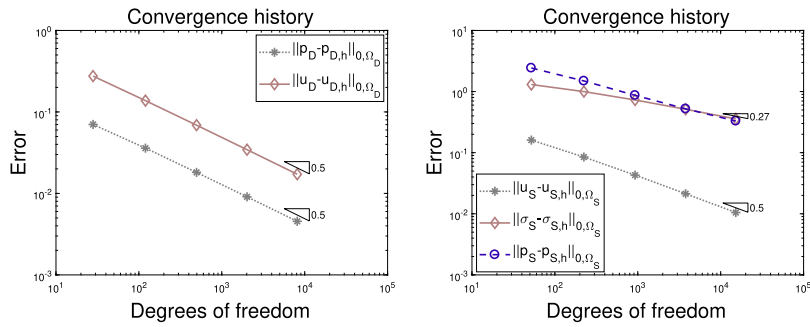 Convergence history
10^0
10^-1
10^-2
10^-3
Error
||p_D-p_{D,h}||_{0,Ω_D}
||u_D-u_{D,h}||_{0,Ω_D}
0.5
0.5
10^1 10^2 10^3 10^4 10^5
Degrees of freedom
Convergence history
10^1
10^0
10^-1
10^-2
10^-3
Error
0.27
||u_S-u_{S,h}||_{0,Ω_S}
||σ_S-σ_{S,h}||_{0,Ω_S}
||p_S-p_{S,h}||_{0,Ω_S}
0.5
10^1 10^2 10^3 10^4 10^5
Degrees of freedom